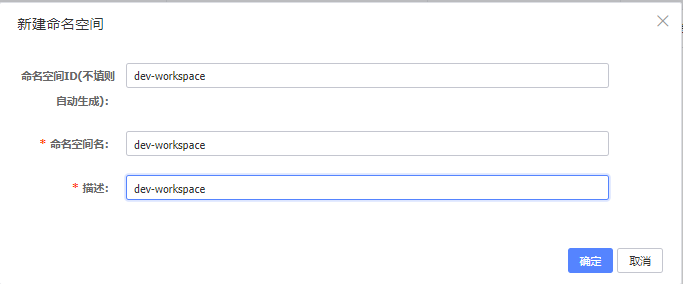 新建命名空间
命名空间ID(不填则
自动生成):
dev-workspace
* 命名空间名:
dev-workspace
* 描述:
dev-workspace
确定
取消